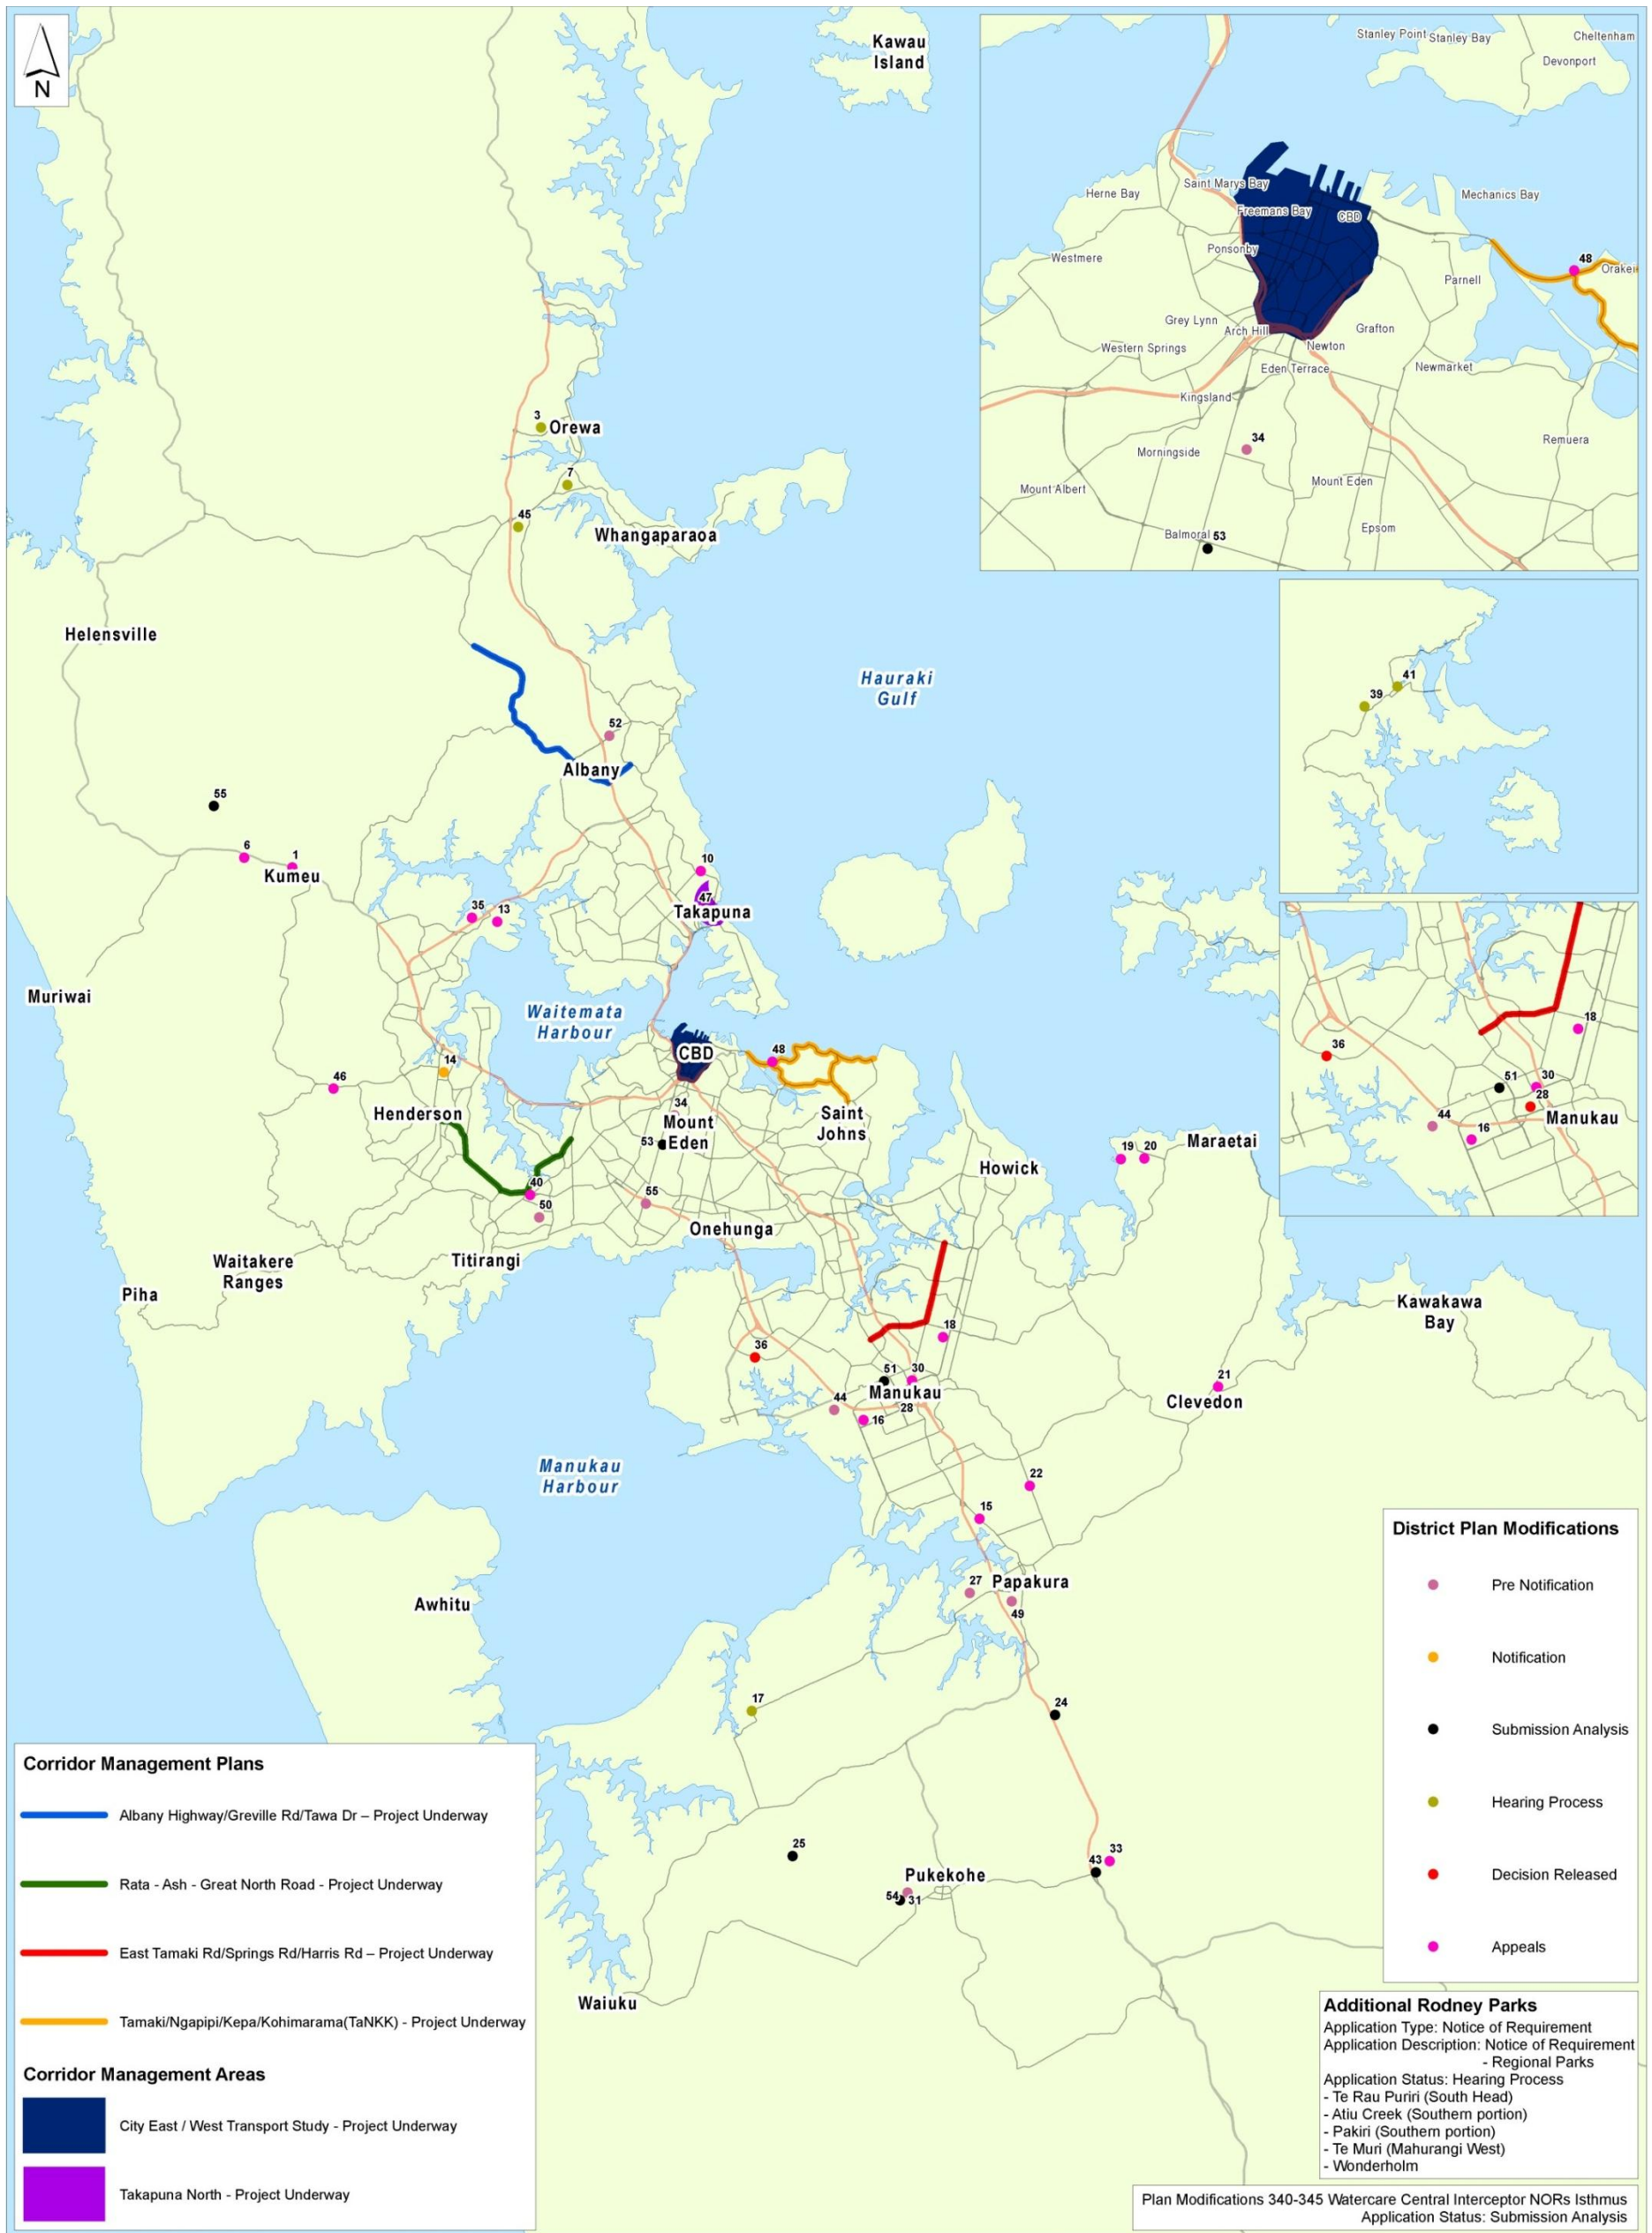 N
Kawau
Island
Stanley Point
Stanley Bay
Cheltenham
Devonport
Herne Bay
Saint Marys Bay
Mechanics Bay
Freemans Bay
CBD
Ponsonby
Westmere
48
Parnell
Grey Lynn
Arch Hill
Grafton
Western Springs
Newton
Eden Terrace
Newmarket
Kingsland
34
Morningside
Remuera
Mount Albert
Mount Eden
Balmoral
53
Epsom
3
Orewa
7
45
Whangaparaoa
Helensville
41
39
Hauraki
Gulf
52
Albany
55
6
1
Kumeu
10
47
Takapuna
35
13
Muriwai
Waitemata
Harbour
CBD
48
14
46
Henderson
34
Mount
Eden
53
Saint
Johns
Howick
19
20
Maraetai
40
50
55
Onehunga
Titirangi
Waitakere
Ranges
Piha
18
36
51
30
28
Manukau
44
16
Kawakawa
Bay
18
36
51
30
Manukau
28
44
16
21
Clevedon
Manukau
Harbour
22
15
27
Papakura
49
Awhitu
17
24
25
33
43
Pukekohe
54
31
Waiuku
District Plan Modifications
Pre Notification
Notification
Submission Analysis
Hearing Process
Decision Released
Appeals
Corridor Management Plans
Albany Highway/Greville Rd/Tawa Dr – Project Underway
Rata - Ash - Great North Road - Project Underway
East Tamaki Rd/Springs Rd/Harris Rd – Project Underway
Tamaki/Ngapipi/Kepa/Kohimarama(TaNKK) - Project Underway
Corridor Management Areas
City East / West Transport Study - Project Underway
Takapuna North - Project Underway
Additional Rodney Parks
Application Type: Notice of Requirement
Application Description: Notice of Requirement
- Regional Parks
Application Status: Hearing Process
- Te Rau Puriri (South Head)
- Atiu Creek (Southern portion)
- Pakiri (Southern portion)
- Te Muri (Mahurangi West)
- Wonderholm
Plan Modifications 340-345 Watercare Central Interceptor NORs Isthmus
Application Status: Submission Analysis